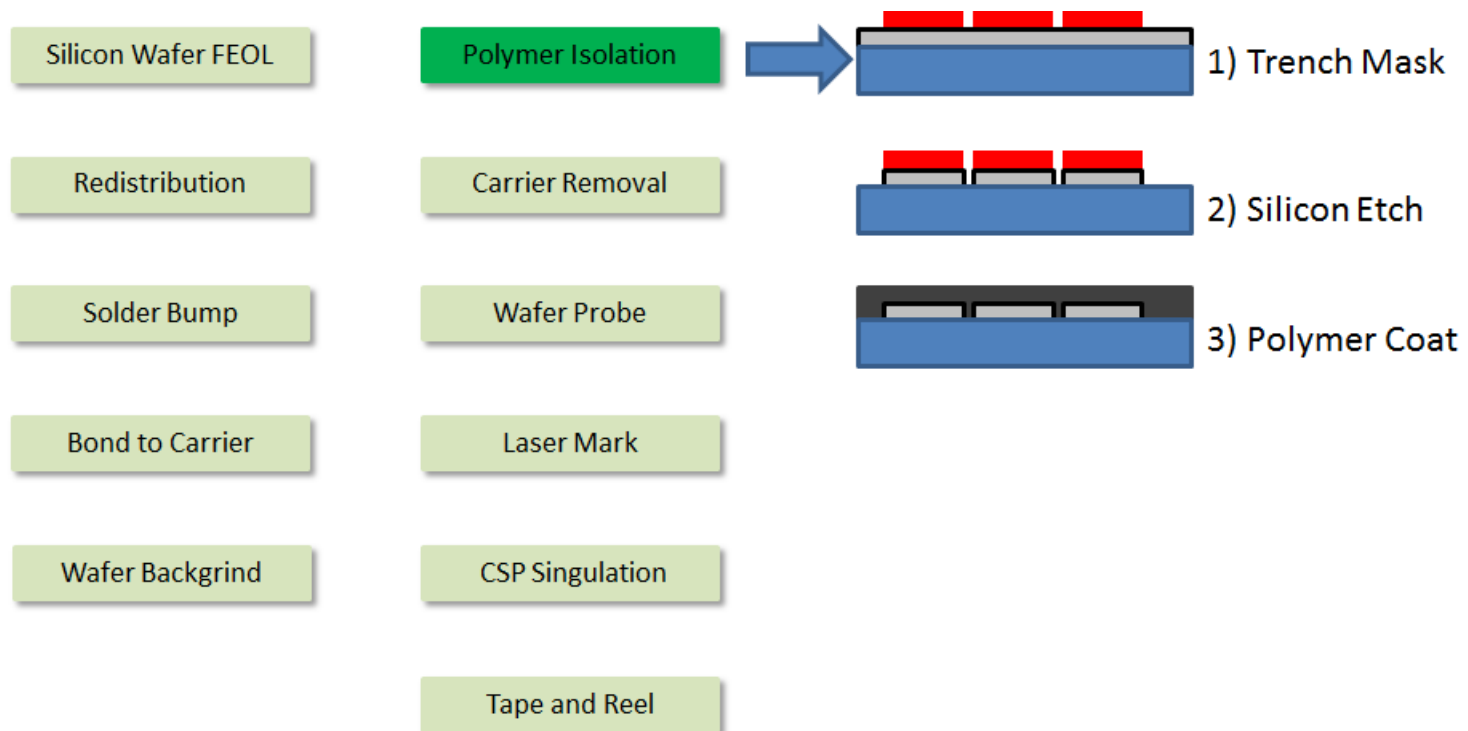 Silicon Wafer FEOL
Redistribution
Solder Bump
Bond to Carrier
Wafer Backgrind
Polymer Isolation
Carrier Removal
Wafer Probe
Laser Mark
CSP Singulation
Tape and Reel
1) Trench Mask
2) Silicon Etch
3) Polymer Coat